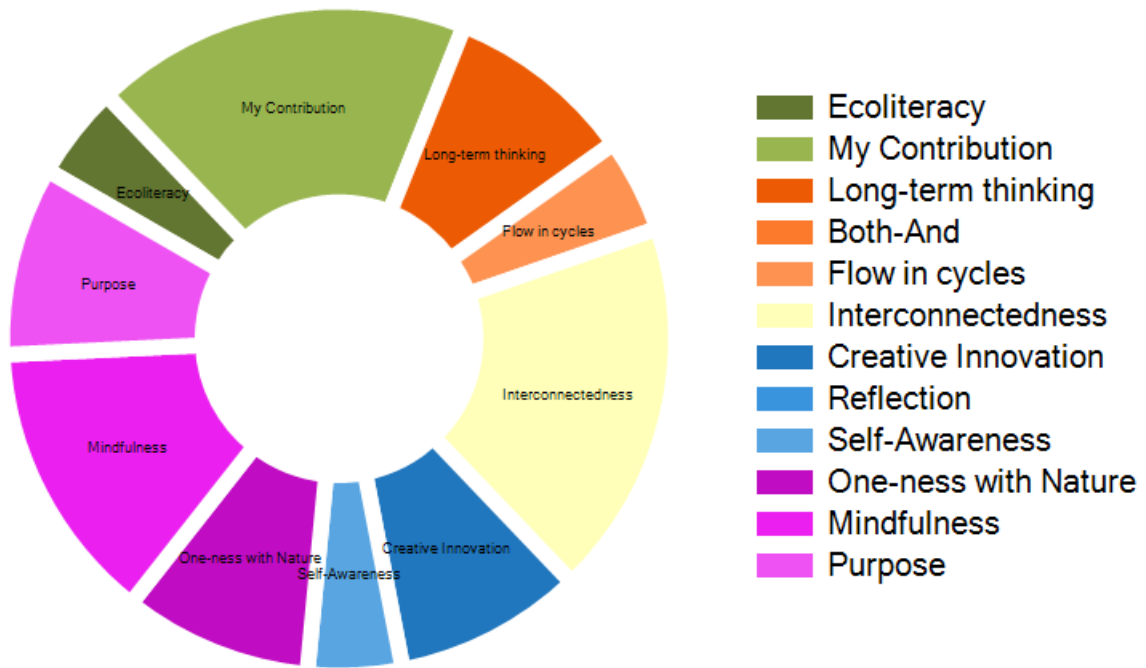 My Contribution
Long-term thinking
Ecoliteracy
Flow in cycles
Purpose
Interconnectedness
Mindfulness
Creative Innovation
One-ness with Nature
Self-Awareness
Ecoliteracy
My Contribution
Long-term thinking
Both-And
Flow in cycles
Interconnectedness
Creative Innovation
Reflection
Self-Awareness
One-ness with Nature
Mindfulness
Purpose